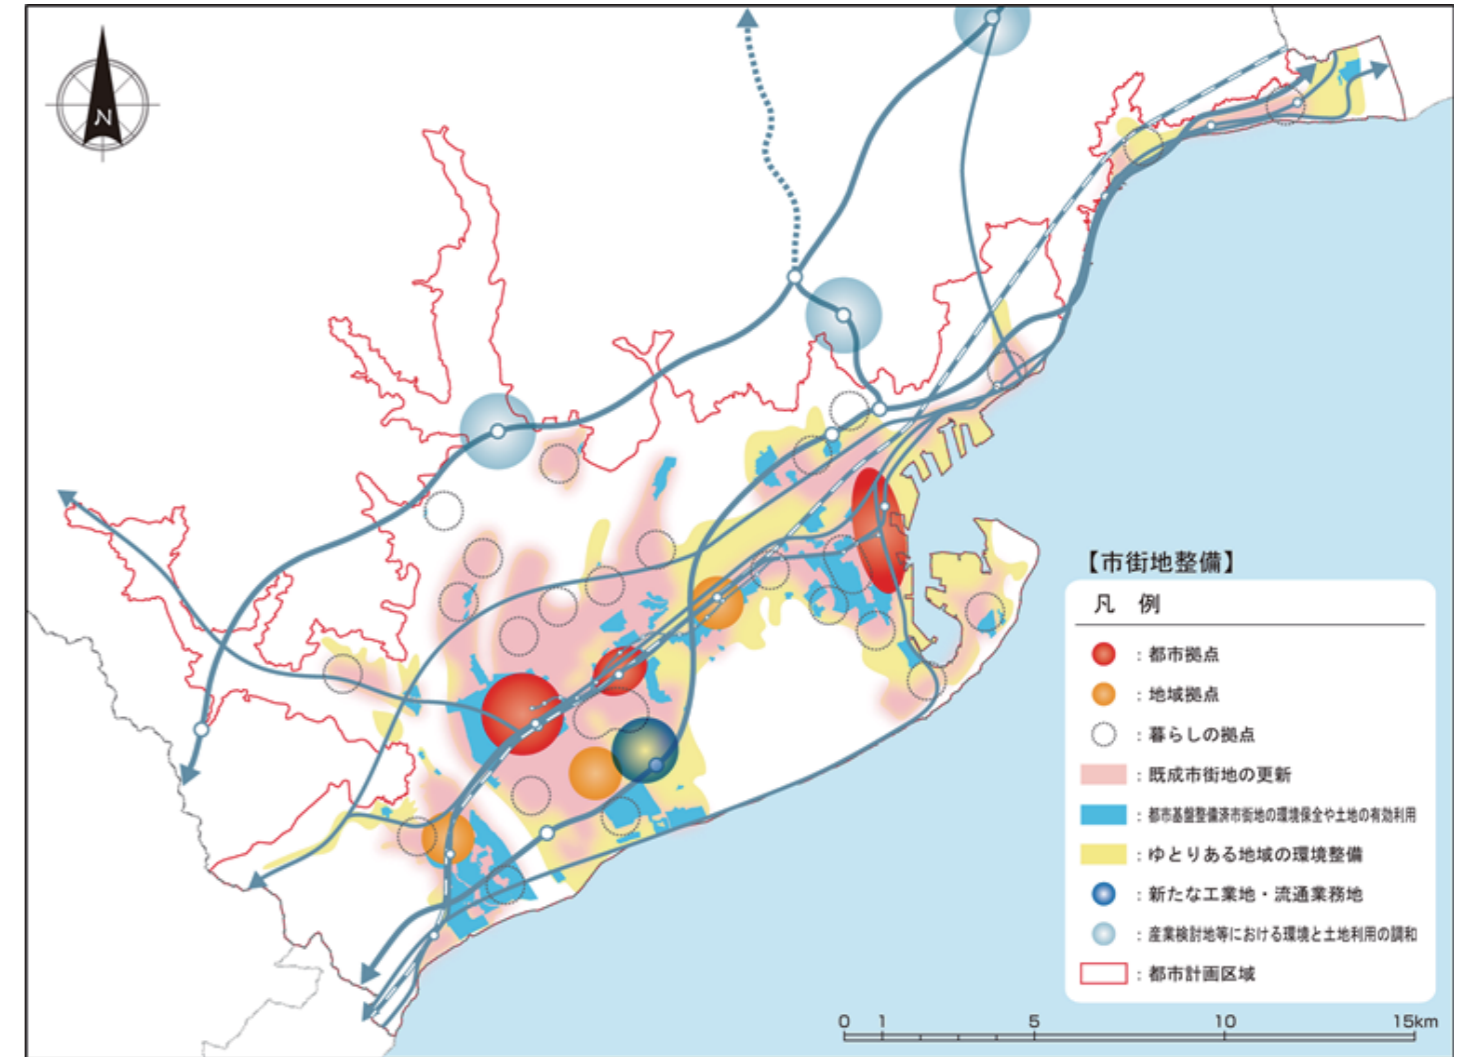 N
【市街地整備】
凡 例
：都市拠点
：地域拠点
：暮らしの拠点
：既成市街地の更新
：都市基盤整備済市街地の環境保全や土地の有効利用
：ゆとりある地域の環境整備
：新たな工業地・流通業務地
：産業検討地等における環境と土地利用の調和
：都市計画区域
0 1 5 10 15km